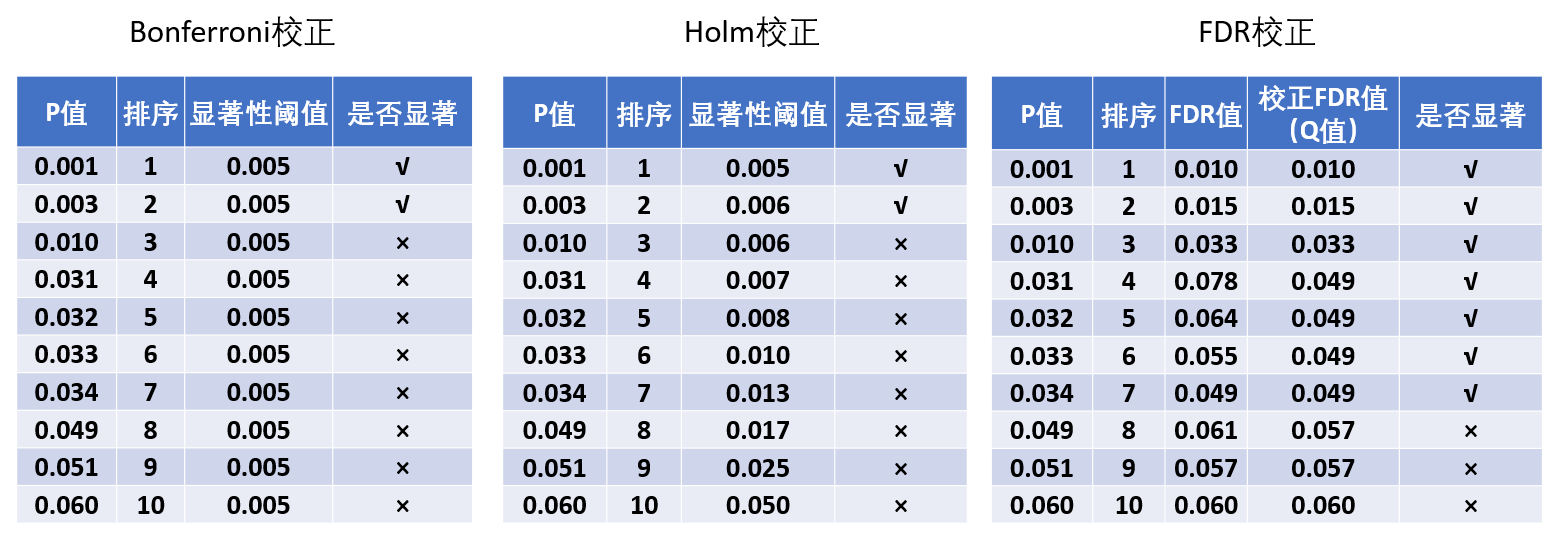 Bonferroni校正
P值 排序 显著性阈值 是否显著
0.001 1 0.005 √
0.003 2 0.005 √
0.010 3 0.005 ×
0.031 4 0.005 ×
0.032 5 0.005 ×
0.033 6 0.005 ×
0.034 7 0.005 ×
0.049 8 0.005 ×
0.051 9 0.005 ×
0.060 10 0.005 ×
Holm校正
P值 排序 显著性阈值 是否显著
0.001 1 0.005 √
0.003 2 0.006 √
0.010 3 0.006 ×
0.031 4 0.007 ×
0.032 5 0.008 ×
0.033 6 0.010 ×
0.034 7 0.013 ×
0.049 8 0.017 ×
0.051 9 0.025 ×
0.060 10 0.050 ×
FDR校正
P值 排序 FDR值 校正FDR值 是否显著
(Q值)
0.001 1 0.010 0.010 √
0.003 2 0.015 0.015 √
0.010 3 0.033 0.033 √
0.031 4 0.078 0.049 √
0.032 5 0.064 0.049 √
0.033 6 0.055 0.049 √
0.034 7 0.049 0.049 √
0.049 8 0.061 0.057 ×
0.051 9 0.057 0.057 ×
0.060 10 0.060 0.060 ×